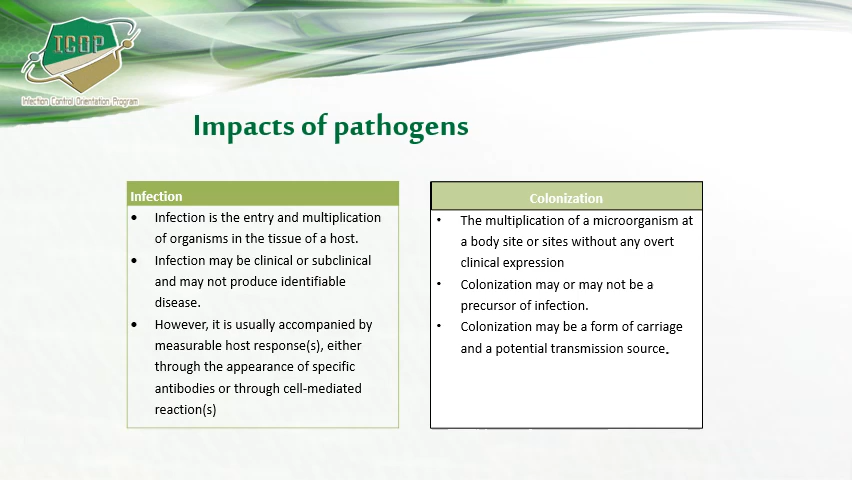 ICOP
Infection Control Orientation Program
Impacts of pathogens
Infection
• Infection is the entry and multiplication
of organisms in the tissue of a host.
• Infection may be clinical or subclinical
and may not produce identifiable
disease.
• However, it is usually accompanied by
measurable host response(s), either
through the appearance of specific
antibodies or through cell-mediated
reaction(s)
Colonization
• The multiplication of a microorganism at
a body site or sites without any overt
clinical expression
• Colonization may or may not be a
precursor of infection.
• Colonization may be a form of carriage
and a potential transmission source.